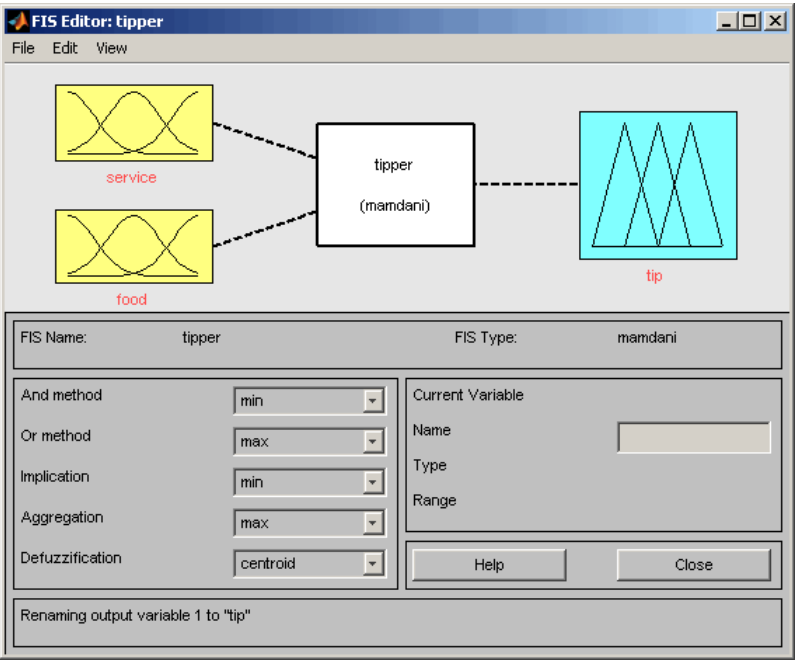 FIS Editor: tipper
File Edit View
service
food
tipper
(mamdani)
tip
FIS Name: tipper FIS Type: mamdani
And method min
Or method max
Implication min
Aggregation max
Defuzzification centroid
Current Variable
Name
Type
Range
Help Close
Renaming output variable 1 to "tip"